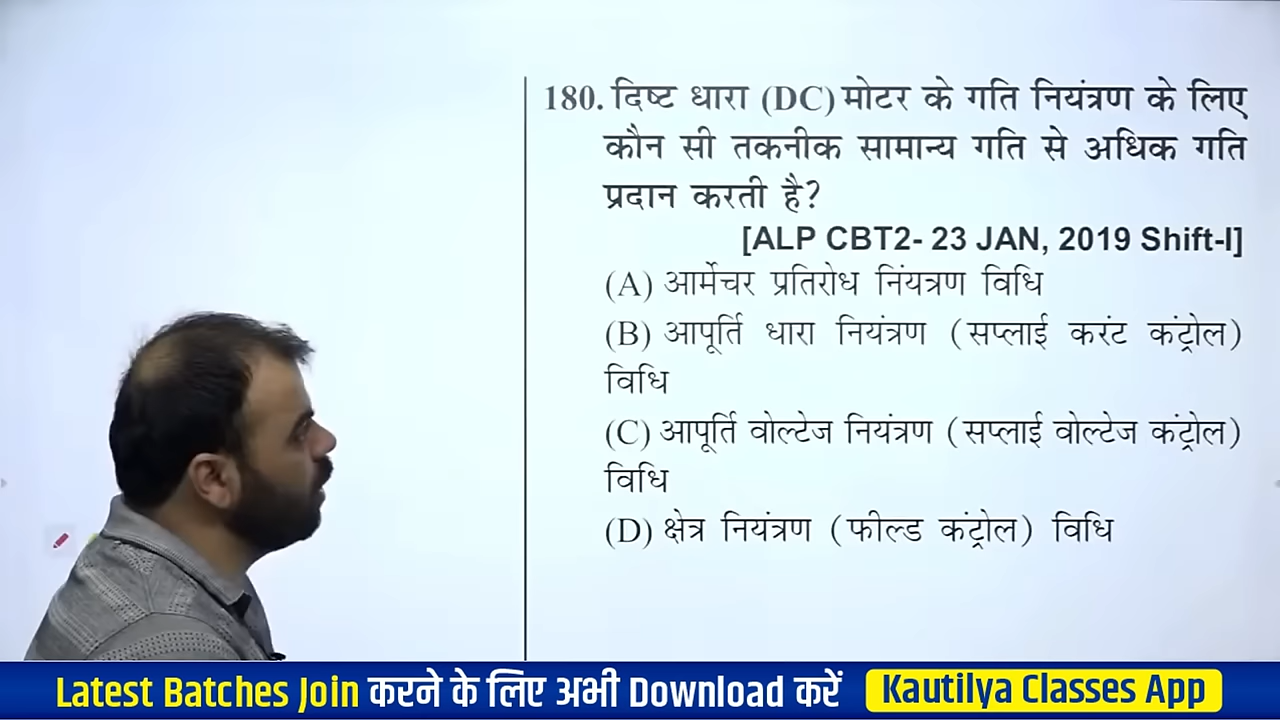 180. दिष्ट धारा (DC) मोटर के गति नियंत्रण के लिए
कौन सी तकनीक सामान्य गति से अधिक गति
प्रदान करती है?
[ALP CBT2- 23 JAN, 2019 Shift-I]
(A) आर्मेचर प्रतिरोध निंयत्रण विधि
(B) आपूर्ति धारा नियंत्रण (सप्लाई करंट कंट्रोल)
विधि
(C) आपूर्ति वोल्टेज नियंत्रण (सप्लाई वोल्टेज कंट्रोल)
विधि
(D) क्षेत्र नियंत्रण (फील्ड कंट्रोल) विधि
Latest Batches Join करने के लिए अभी Download करें Kautilya Classes App